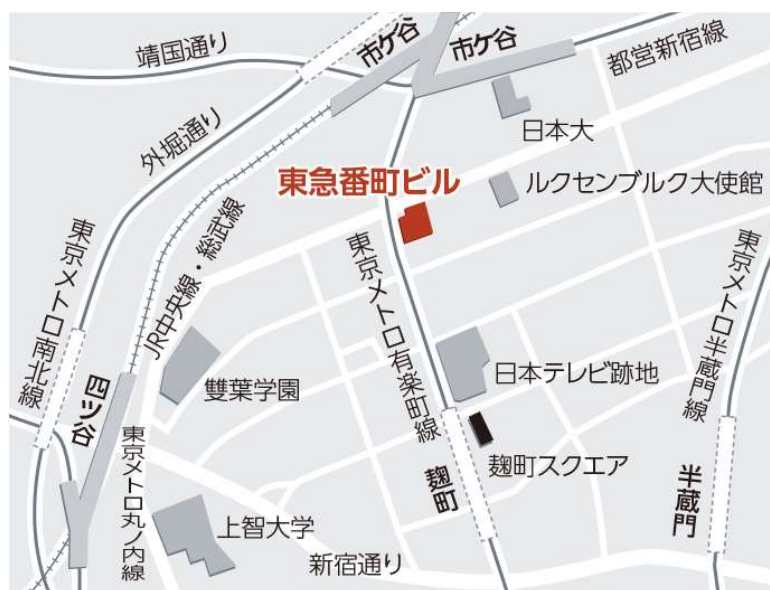 靖国通り
市ケ谷
市ケ谷
都営新宿線
外堀通り
日本大
東急番町ビル
ルクセンブルク大使館
東京メトロ南北線
JR中央線・総武線
東京メトロ有楽町線
東京メトロ半蔵門線
四ツ谷
雙葉学園
日本テレビ跡地
東京メトロ丸ノ内線
麹町
麹町スクエア
半蔵門
上智大学
新宿通り